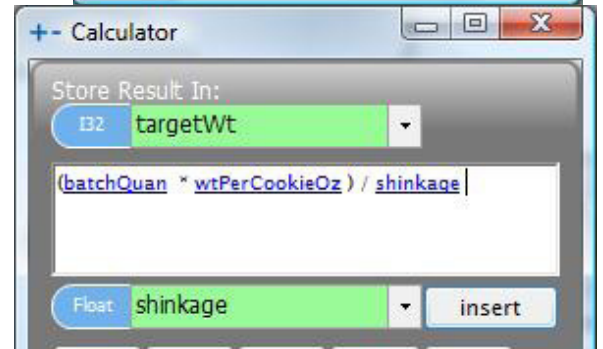 +- Calculator
Store Result In:
I32 targetWt
(batchQuan * wtPerCookieOz ) / shinkage
Float shinkage insert